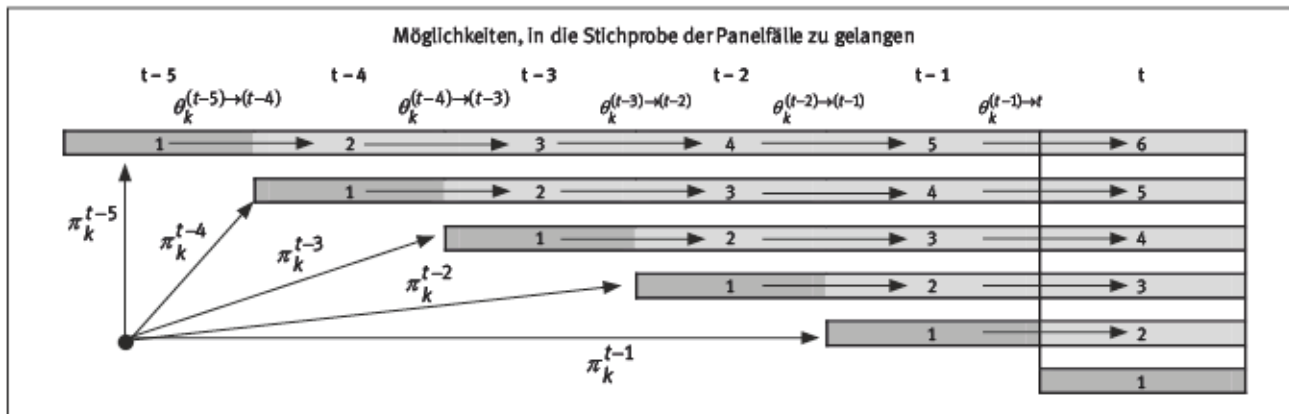 Möglichkeiten, in die Stichprobe der Panelfälle zu gelangen
t – 5 t – 4 t – 3 t – 2 t – 1 t
θ_k^{(t–5)→(t–4)} θ_k^{(t–4)→(t–3)} θ_k^{(t–3)→(t–2)} θ_k^{(t–2)→(t–1)} θ_k^{(t–1)→t}
1 2 3 4 5 6
1 2 3 4 5
π_k^{t–5} π_k^{t–4} π_k^{t–3}
1 2 3 4
π_k^{t–2}
1 2 3
1 2
π_k^{t–1}
1